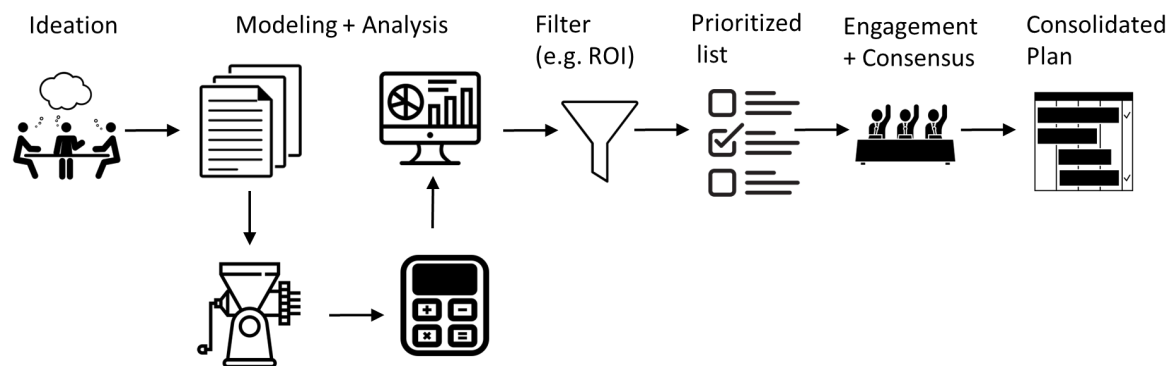 Ideation
Modeling + Analysis
Filter
(e.g. ROI)
Prioritized
list
Engagement
+ Consensus
Consolidated
Plan